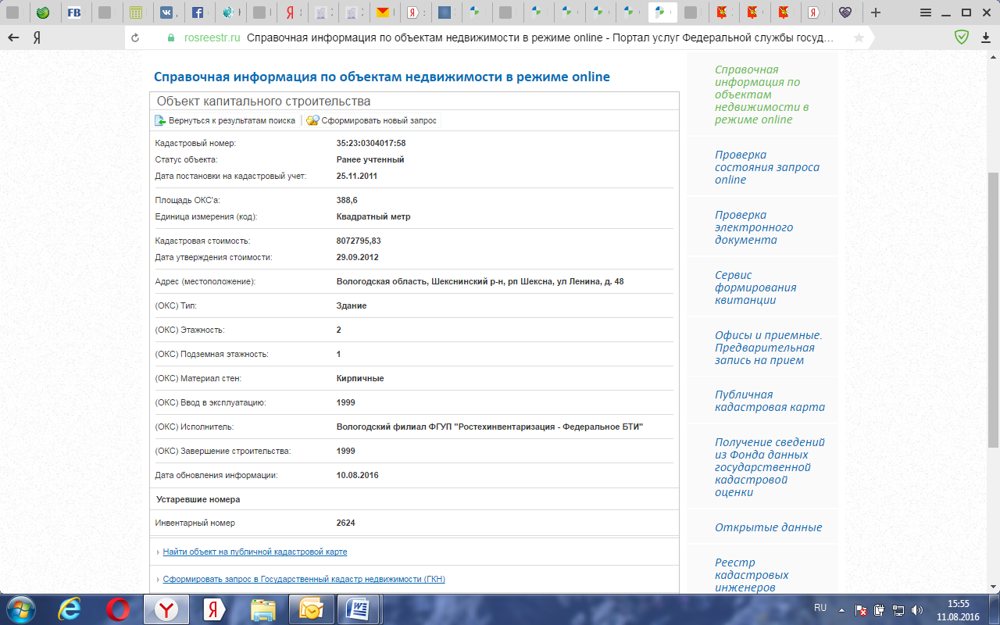 FB
rosreestr.ru Справочная информация по объектам недвижимости в режиме online - Портал услуг Федеральной службы госуд...
Справочная информация по объектам недвижимости в режиме online
Объект капитального строительства
Вернуться к результатам поиска | Сформировать новый запрос
Кадастровый номер: 35:23:0304017:58
Статус объекта: Ранее учтенный
Дата постановки на кадастровый учет: 25.11.2011
Площадь ОКС'а: 388,6
Единица измерения (код): Квадратный метр
Кадастровая стоимость: 8072795,83
Дата утверждения стоимости: 29.09.2012
Адрес (местоположение): Вологодская область, Шекснинский р-н, рп Шексна, ул Ленина, д. 48
(ОКС) Тип: Здание
(ОКС) Этажность: 2
(ОКС) Подземная этажность: 1
(ОКС) Материал стен: Кирпичные
(ОКС) Ввод в эксплуатацию: 1999
(ОКС) Исполнитель: Вологодский филиал ФГУП "Ростехинвентаризация - Федеральное БТИ"
(ОКС) Завершение строительства: 1999
Дата обновления информации: 10.08.2016
Устаревшие номера
Инвентарный номер 2624
Найти объект на публичной кадастровой карте
Сформировать запрос в Государственный кадастр недвижимости (ГКН)
Справочная
информация по
объектам
недвижимости в
режиме online
Проверка
состояния запроса
online
Проверка
электронного
документа
Сервис
формирования
квитанции
Офисы и приемные.
Предварительная
запись на прием
Публичная
кадастровая карта
Получение сведений
из Фонда данных
государственной
кадастровой
оценки
Открытые данные
Реестр
кадастровых
инженеров
RU
15:55
11.08.2016